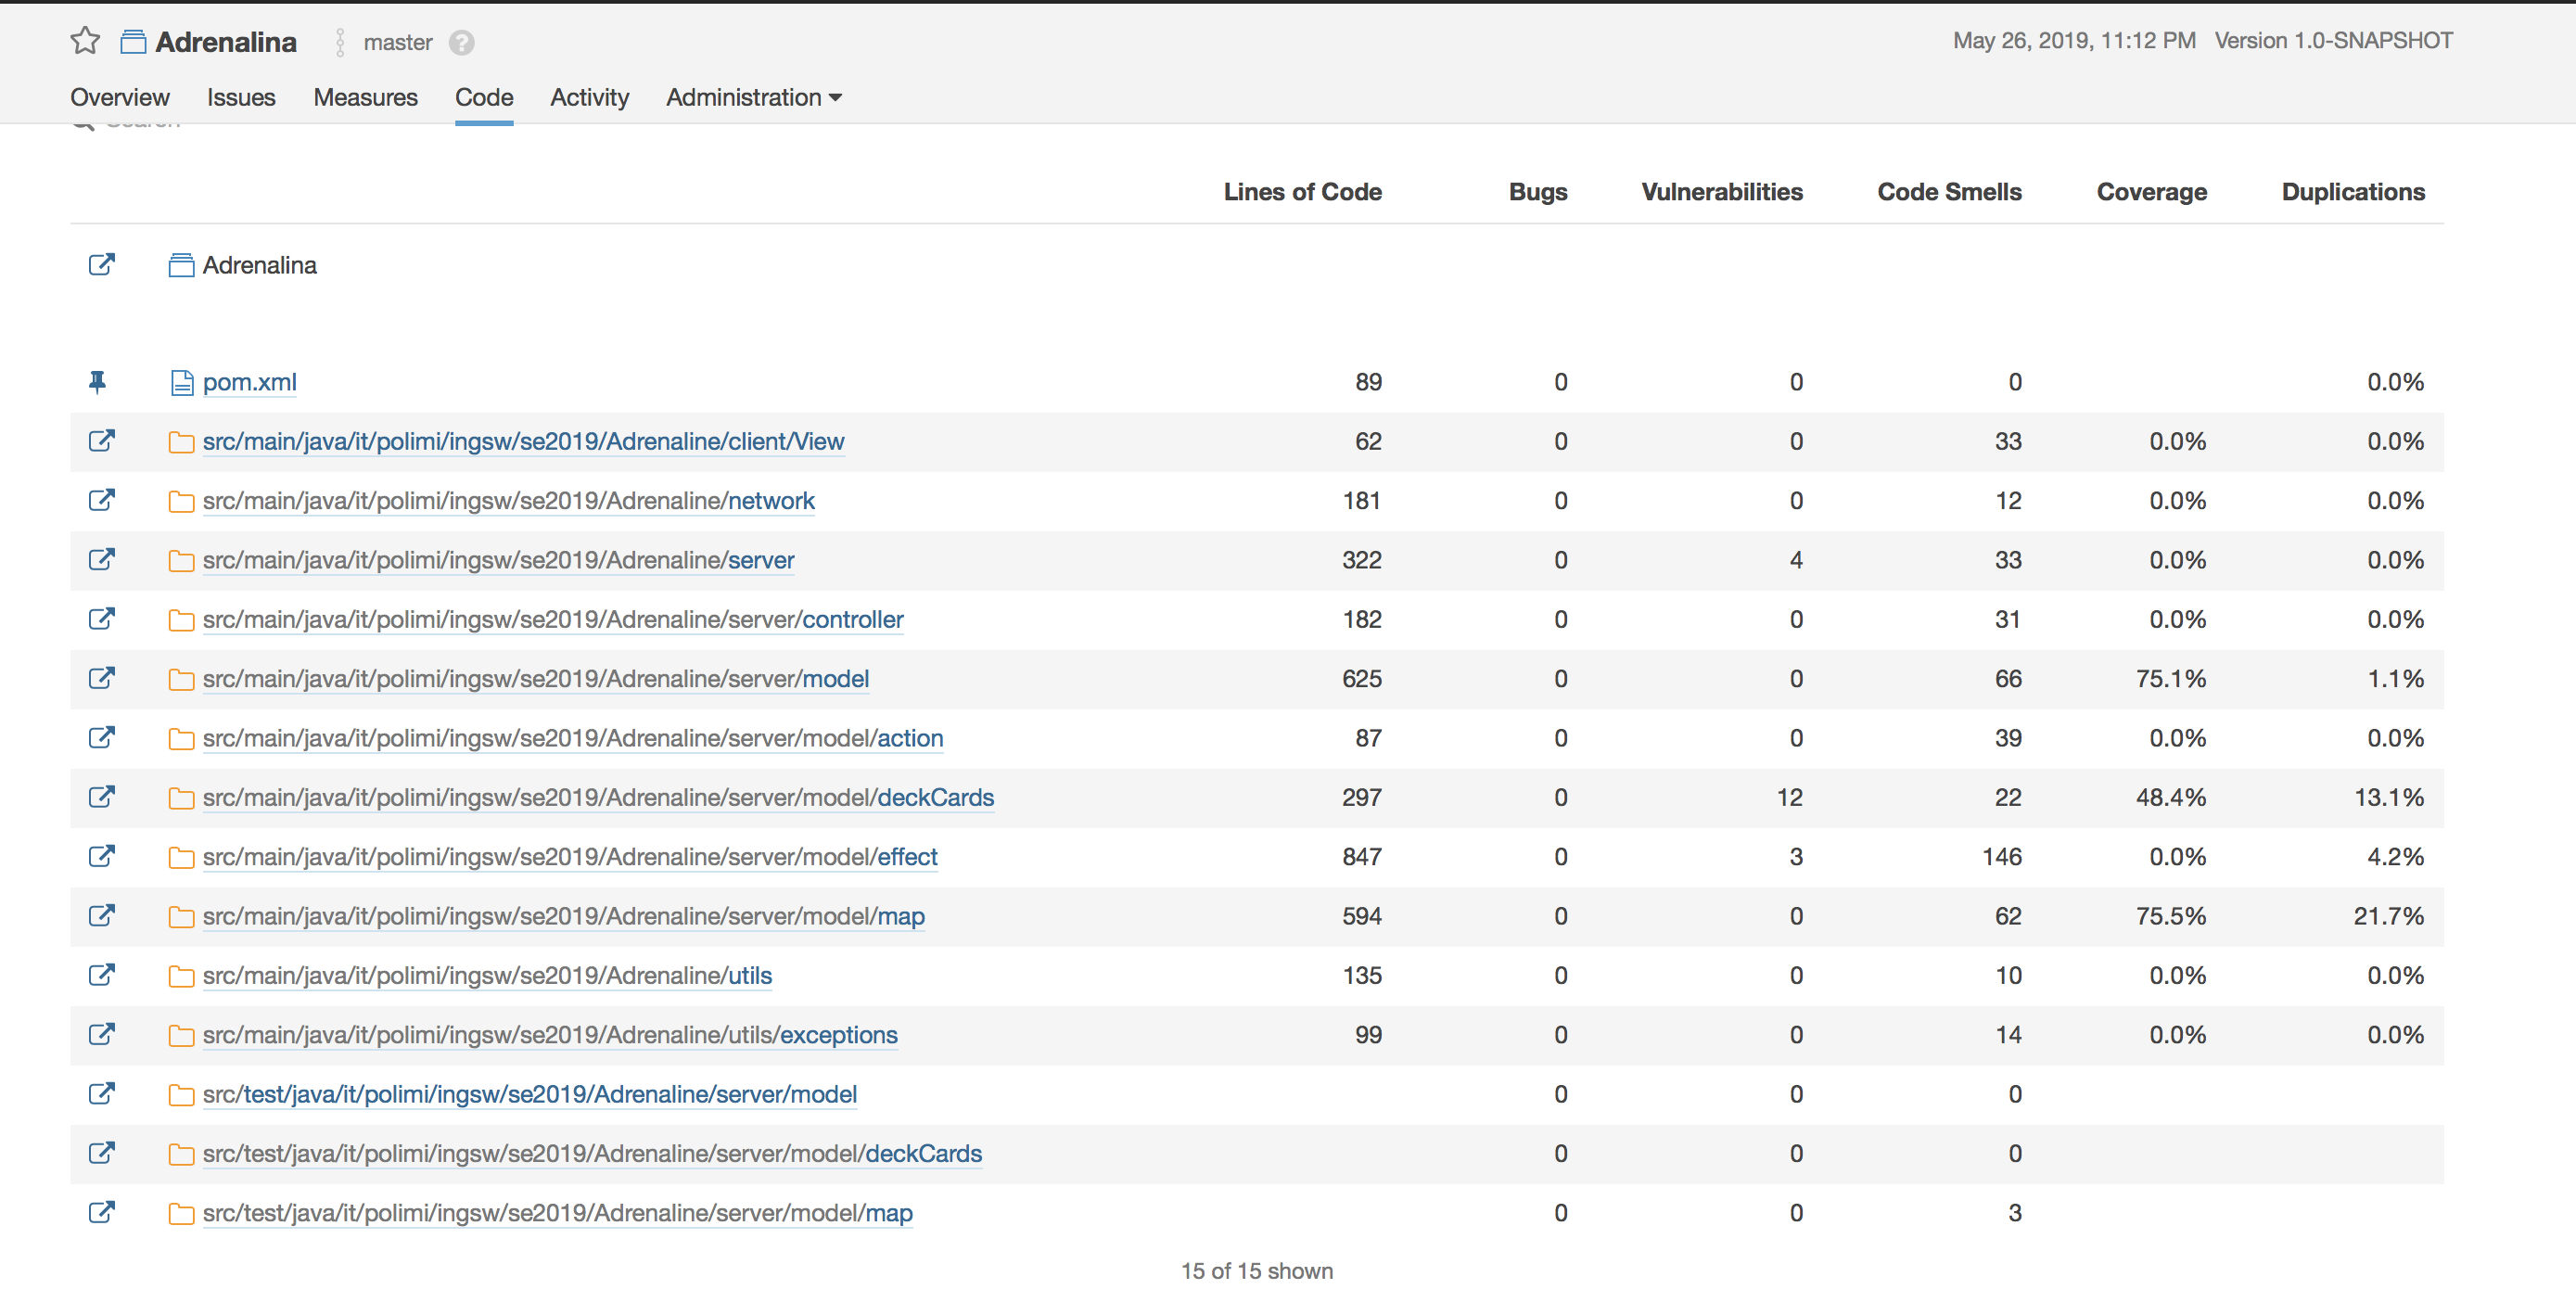 Adrenalina master ? May 26, 2019, 11:12 PM Version 1.0-SNAPSHOT
Overview Issues Measures Code Activity Administration
Search
Lines of Code Bugs Vulnerabilities Code Smells Coverage Duplications
Adrenalina
pom.xml 89 0 0 0 0.0%
src/main/java/it/polimi/ingsw/se2019/Adrenaline/client/View 62 0 0 33 0.0% 0.0%
src/main/java/it/polimi/ingsw/se2019/Adrenaline/network 181 0 0 12 0.0% 0.0%
src/main/java/it/polimi/ingsw/se2019/Adrenaline/server 322 0 4 33 0.0% 0.0%
src/main/java/it/polimi/ingsw/se2019/Adrenaline/server/controller 182 0 0 31 0.0% 0.0%
src/main/java/it/polimi/ingsw/se2019/Adrenaline/server/model 625 0 0 66 75.1% 1.1%
src/main/java/it/polimi/ingsw/se2019/Adrenaline/server/model/action 87 0 0 39 0.0% 0.0%
src/main/java/it/polimi/ingsw/se2019/Adrenaline/server/model/deckCards 297 0 12 22 48.4% 13.1%
src/main/java/it/polimi/ingsw/se2019/Adrenaline/server/model/effect 847 0 3 146 0.0% 4.2%
src/main/java/it/polimi/ingsw/se2019/Adrenaline/server/model/map 594 0 0 62 75.5% 21.7%
src/main/java/it/polimi/ingsw/se2019/Adrenaline/utils 135 0 0 10 0.0% 0.0%
src/main/java/it/polimi/ingsw/se2019/Adrenaline/utils/exceptions 99 0 0 14 0.0% 0.0%
src/test/java/it/polimi/ingsw/se2019/Adrenaline/server/model 0 0 0
src/test/java/it/polimi/ingsw/se2019/Adrenaline/server/model/deckCards 0 0 0
src/test/java/it/polimi/ingsw/se2019/Adrenaline/server/model/map 0 0 3
15 of 15 shown